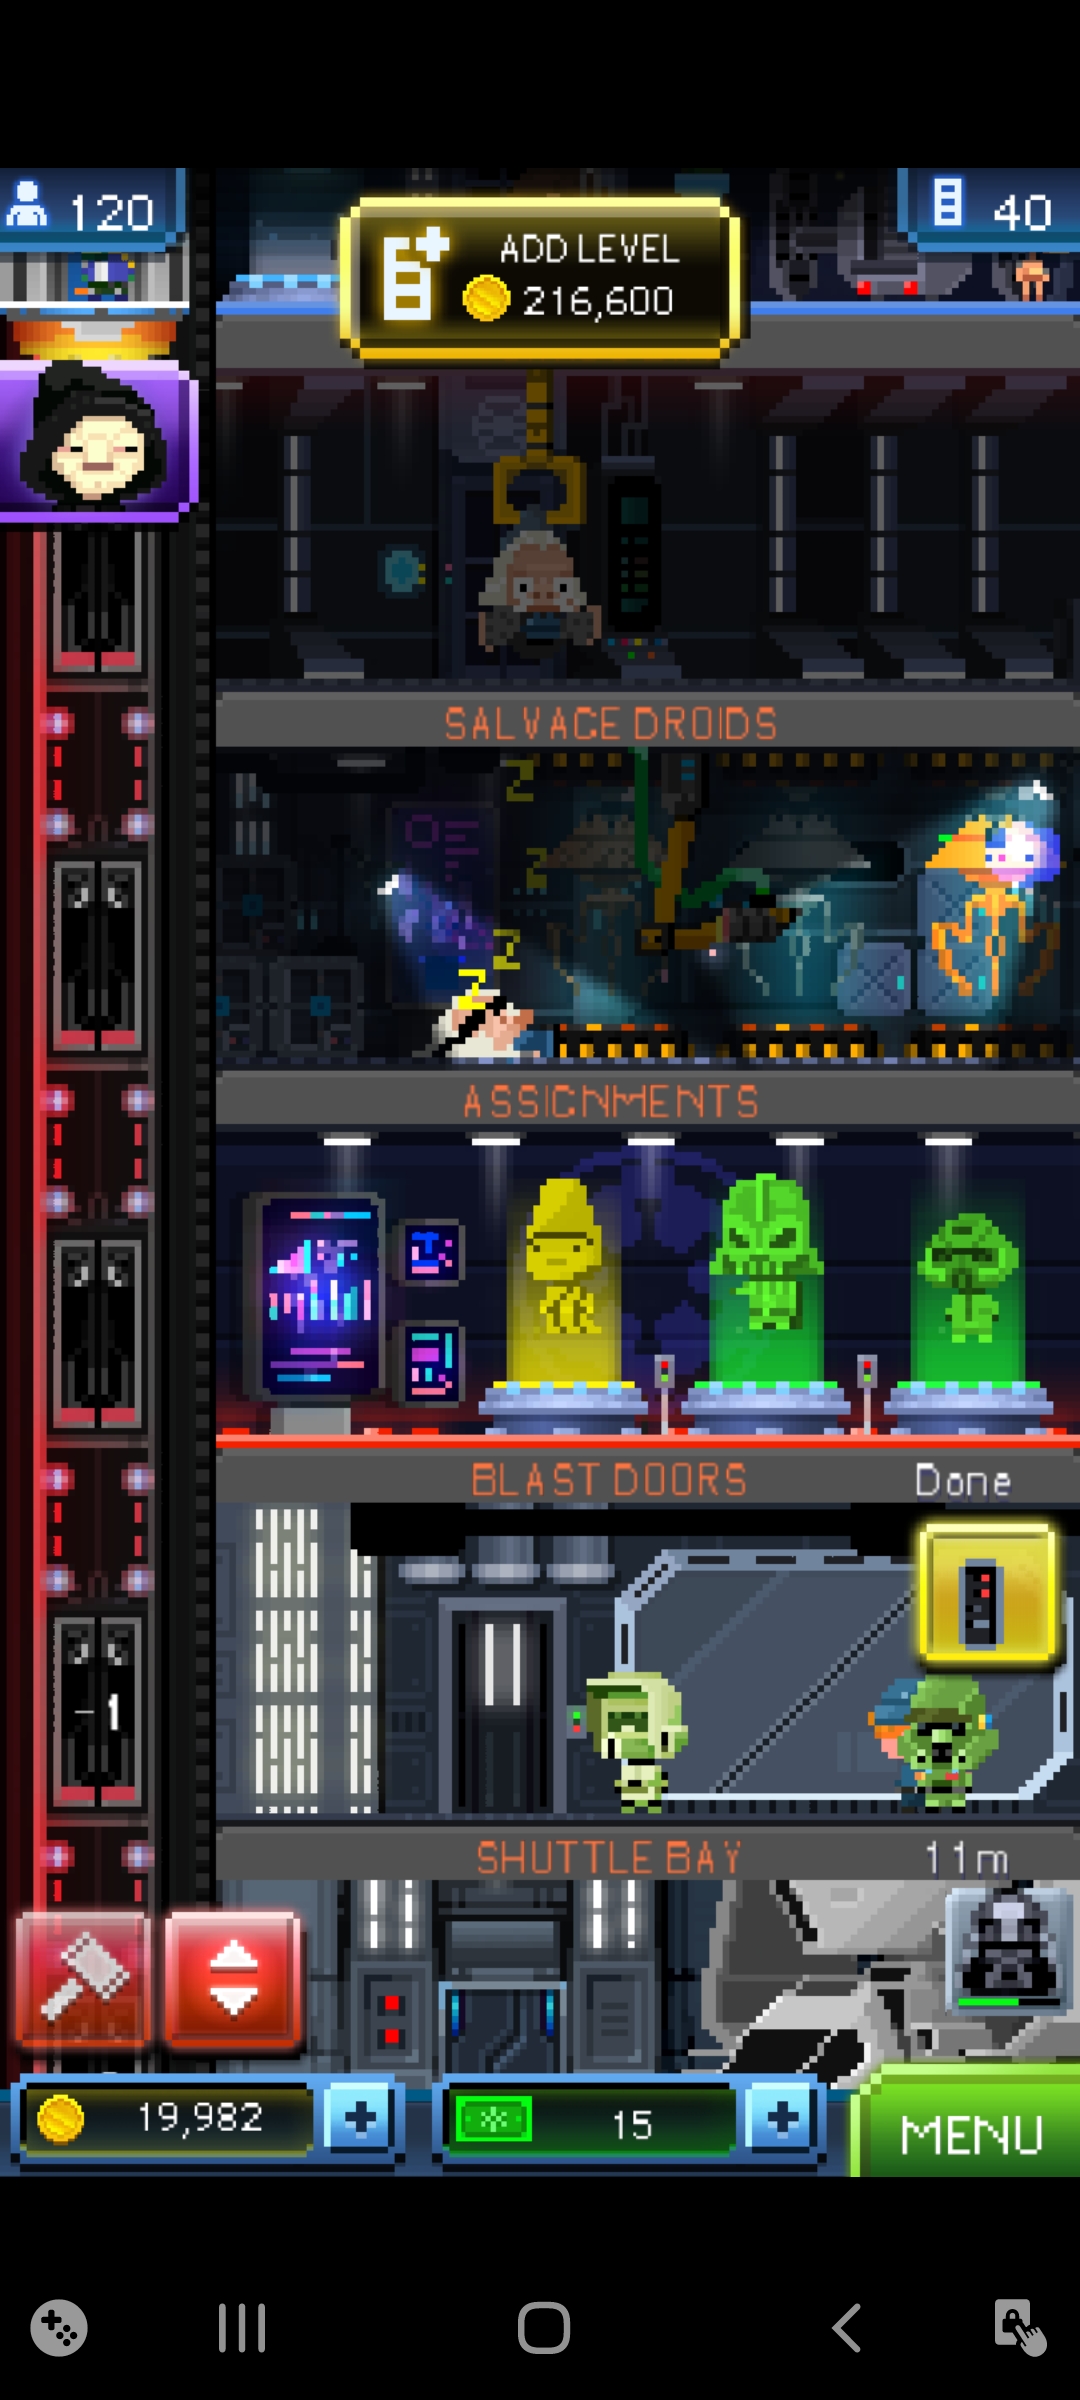 120
40
ADD LEVEL
216,600
SALVAGE DROIDS
Z
Z
Z
Z
ASSIGNMENTS
BLAST DOORS
Done
-1
SHUTTLE BAY
11m
19,982
15
MENU